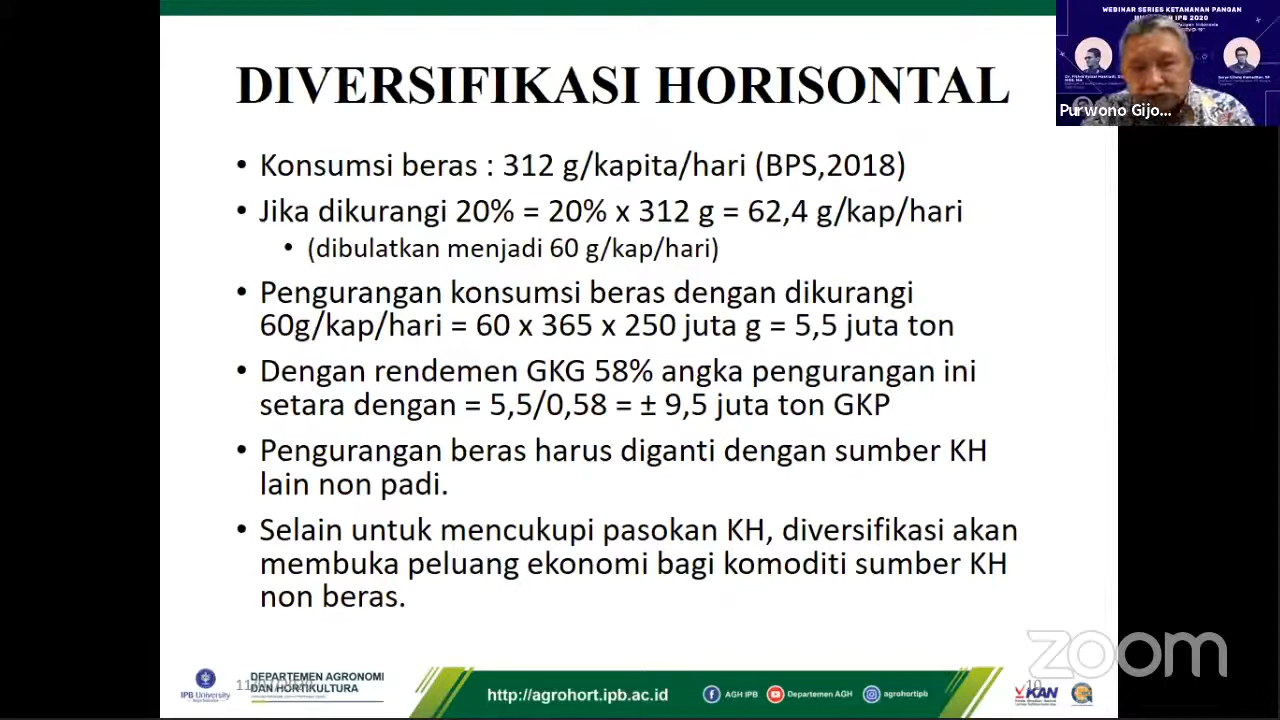 WEBINAR SERIES KETAHANAN PANGAN
DIVERSIFIKASI HORISONTAL
Purwono Gijo...
• Konsumsi beras : 312 g/kapita/hari (BPS,2018)
• Jika dikurangi 20% = 20% x 312 g = 62,4 g/kap/hari
• (dibulatkan menjadi 60 g/kap/hari)
• Pengurangan konsumsi beras dengan dikurangi
60g/kap/hari = 60 x 365 x 250 juta g = 5,5 juta ton
• Dengan rendemen GKG 58% angka pengurangan ini
setara dengan = 5,5/0,58 = ± 9,5 juta ton GKP
• Pengurangan beras harus diganti dengan sumber KH
lain non padi.
• Selain untuk mencukupi pasokan KH, diversifikasi akan
membuka peluang ekonomi bagi komoditi sumber KH
non beras.
zoom
IPB University
DEPARTEMEN AGRONOMI
DAN HORTIKULTURA
http://agrohort.ipb.ac.id
AGH IPB
Departemen AGH
agrohortipb
10
KAN